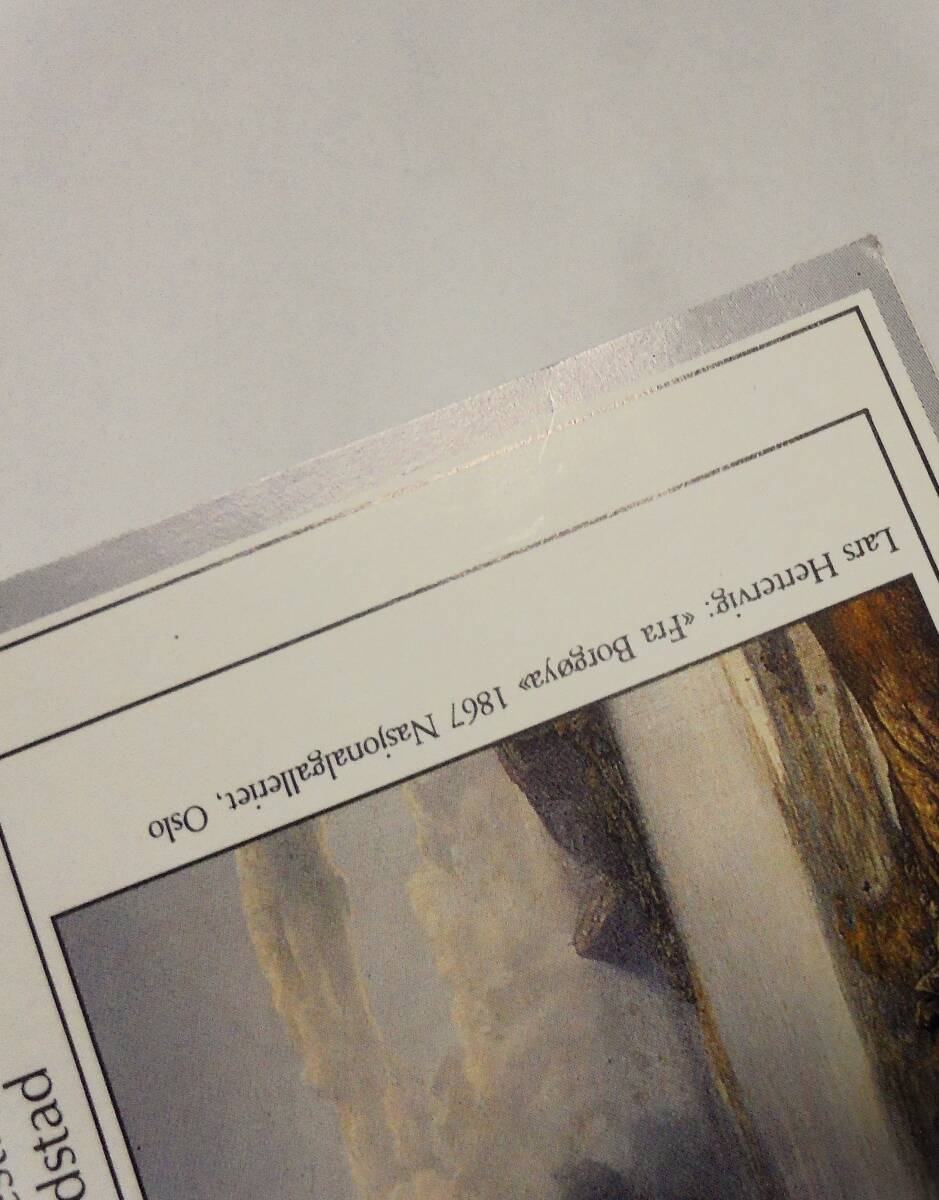 Lars Hertervig: «Fra Borgøya» 1867 Nasjonalgalleriet, Oslo
dstad